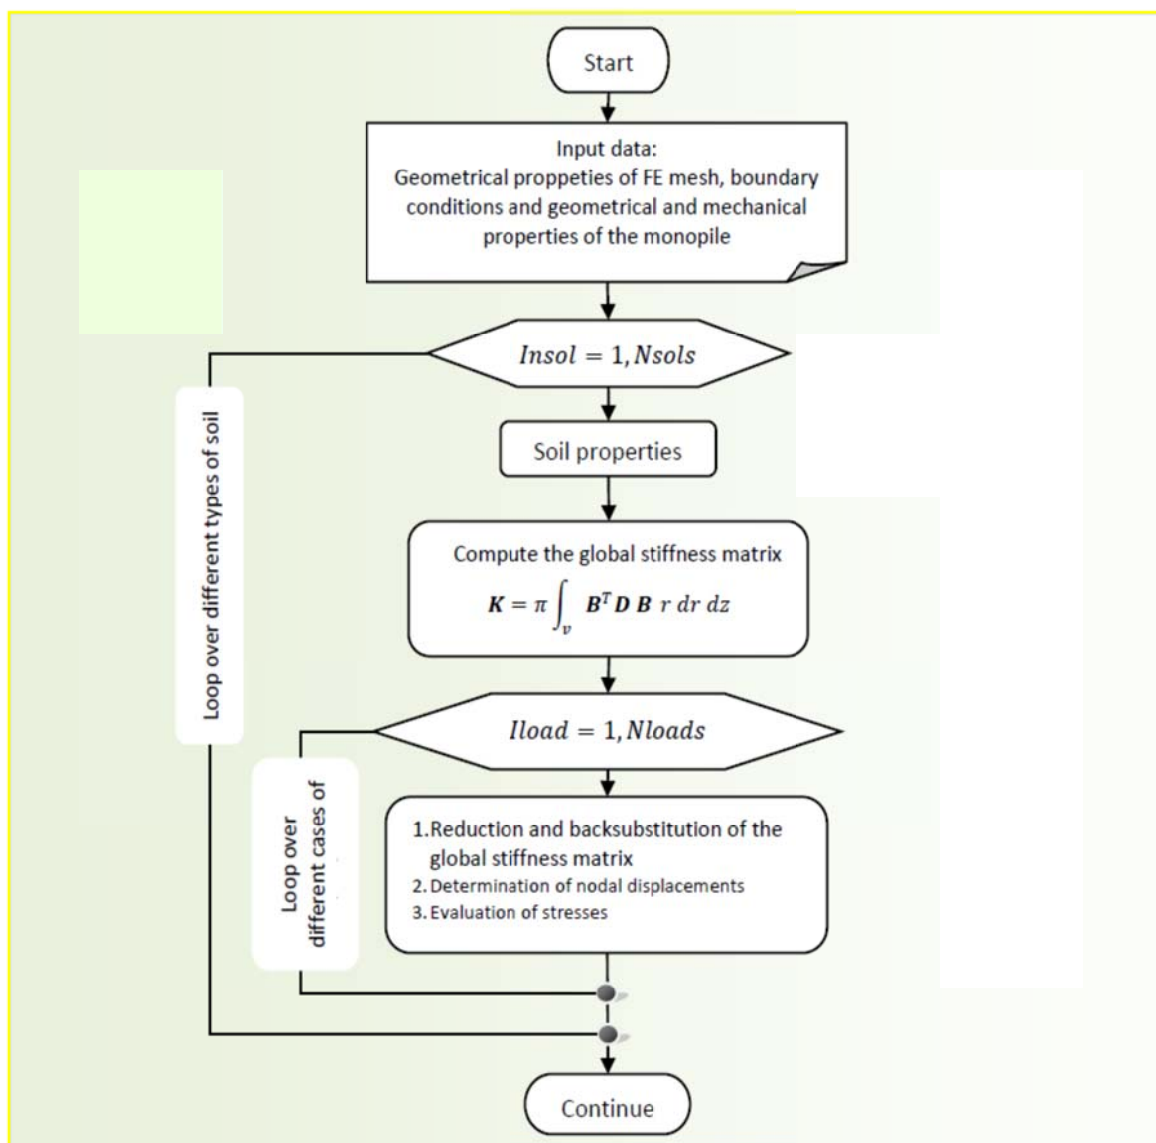 Start
Input data:
Geometrical proppeties of FE mesh, boundary
conditions and geometrical and mechanical
properties of the monopile
Insol = 1, Nsols
Soil properties
Compute the global stiffness matrix
K = π ∫_v B^T D B r dr dz
Iload = 1, Nloads
1.Reduction and backsubstitution of the
global stiffness matrix
2. Determination of nodal displacements
3. Evaluation of stresses
Loop over different types of soil
Loop over
different cases of
Continue